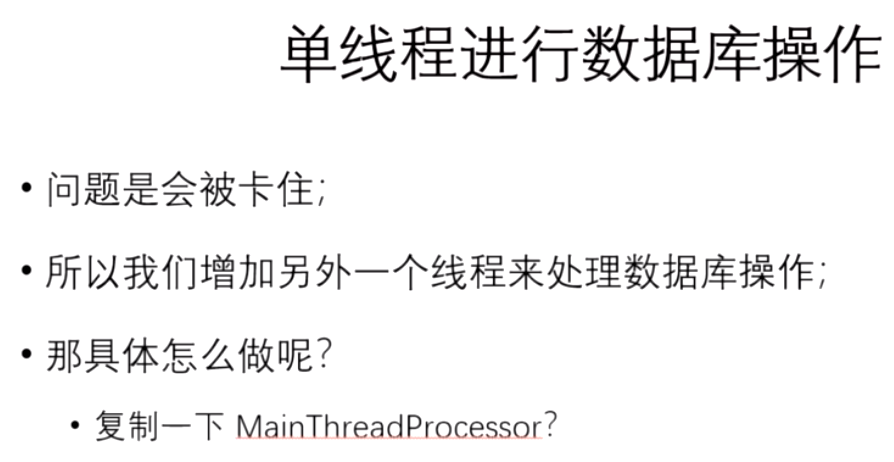 单线程进行数据库操作
• 问题是会被卡住;
• 所以我们增加另外一个线程来处理数据库操作;
• 那具体怎么做呢?
• 复制一下 MainThreadProcessor?